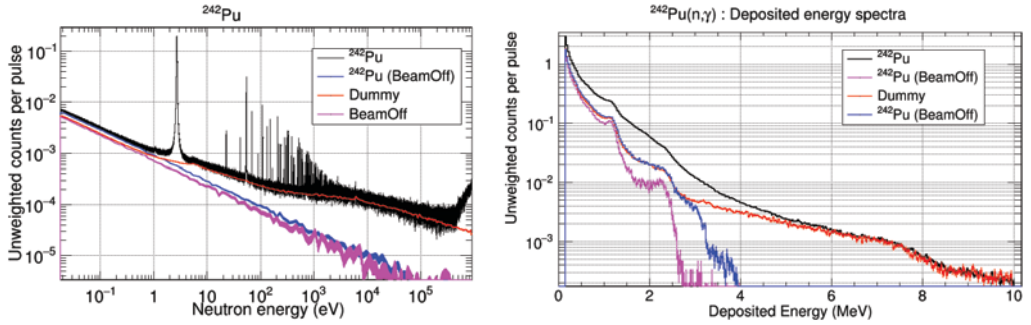 ²⁴²Pu
Unweighted counts per pulse
10⁻¹
10⁻²
10⁻³
10⁻⁴
10⁻⁵
²⁴²Pu
²⁴²Pu (BeamOff)
Dummy
BeamOff
10⁻¹ 1 10 10² 10³ 10⁴ 10⁵
Neutron energy (eV)
²⁴²Pu(n,γ) : Deposited energy spectra
Unweighted counts per pulse
1
10⁻¹
10⁻²
10⁻³
²⁴²Pu
²⁴²Pu (BeamOff)
Dummy
²⁴²Pu (BeamOff)
0 2 4 6 8 10
Deposited Energy (MeV)